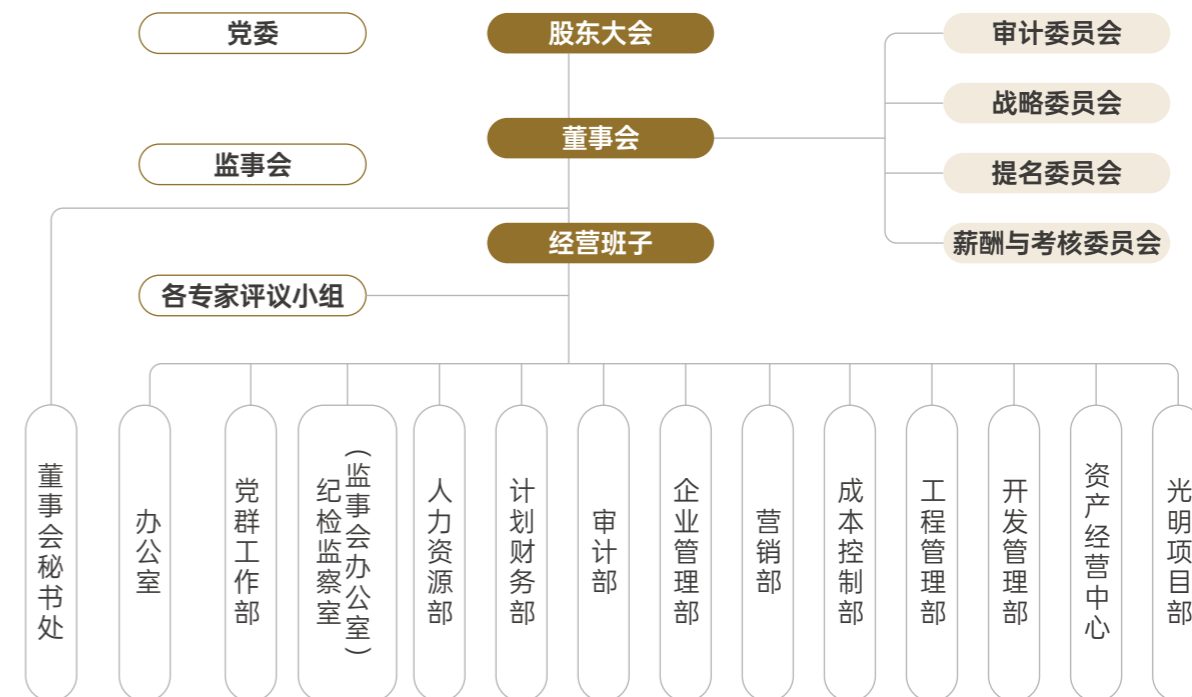 党委
股东大会
审计委员会
战略委员会
董事会
监事会
提名委员会
经营班子
薪酬与考核委员会
各专家评议小组
董事会秘书处
办公室
党群工作部
纪检监察室
(监事会办公室)
人力资源部
计划财务部
审计部
企业管理部
营销部
成本控制部
工程管理部
开发管理部
资产经营中心
光明项目部